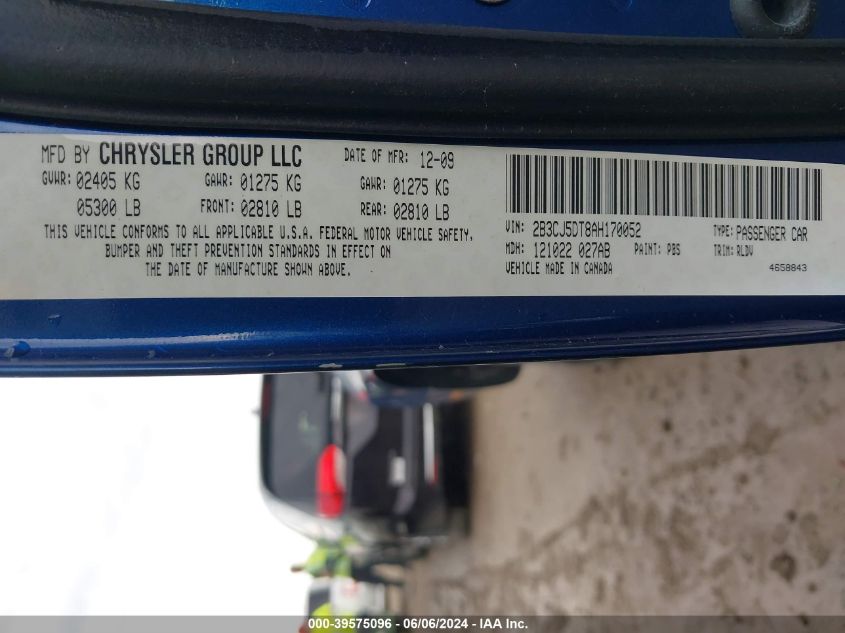 MFD BY CHRYSLER GROUP LLC
DATE OF MFR: 12-09
GVWR: 02405 KG GAWR: 01275 KG GAWR: 01275 KG
05300 LB FRONT: 02810 LB REAR: 02810 LB
THIS VEHICLE CONFORMS TO ALL APPLICABLE U.S.A. FEDERAL MOTOR VEHICLE SAFETY,
BUMPER AND THEFT PREVENTION STANDARDS IN EFFECT ON
THE DATE OF MANUFACTURE SHOWN ABOVE.
VIN: 2B3CJ5DT8AH170052 TYPE: PASSENGER CAR
MDH: 121022 027AB PAINT: PBS TRIM: RLDV
VEHICLE MADE IN CANADA 4658843
000-39575096 - 06/06/2024 - IAA Inc.